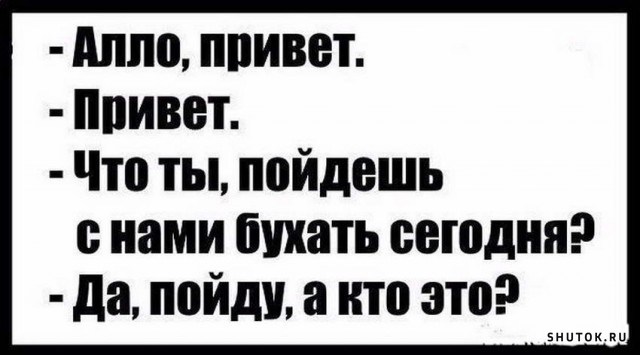 - Алло, привет.
- Привет.
- Что ты, пойдешь
с нами бухать сегодня?
- Да, пойду, а кто это?
SHUTOK.RU